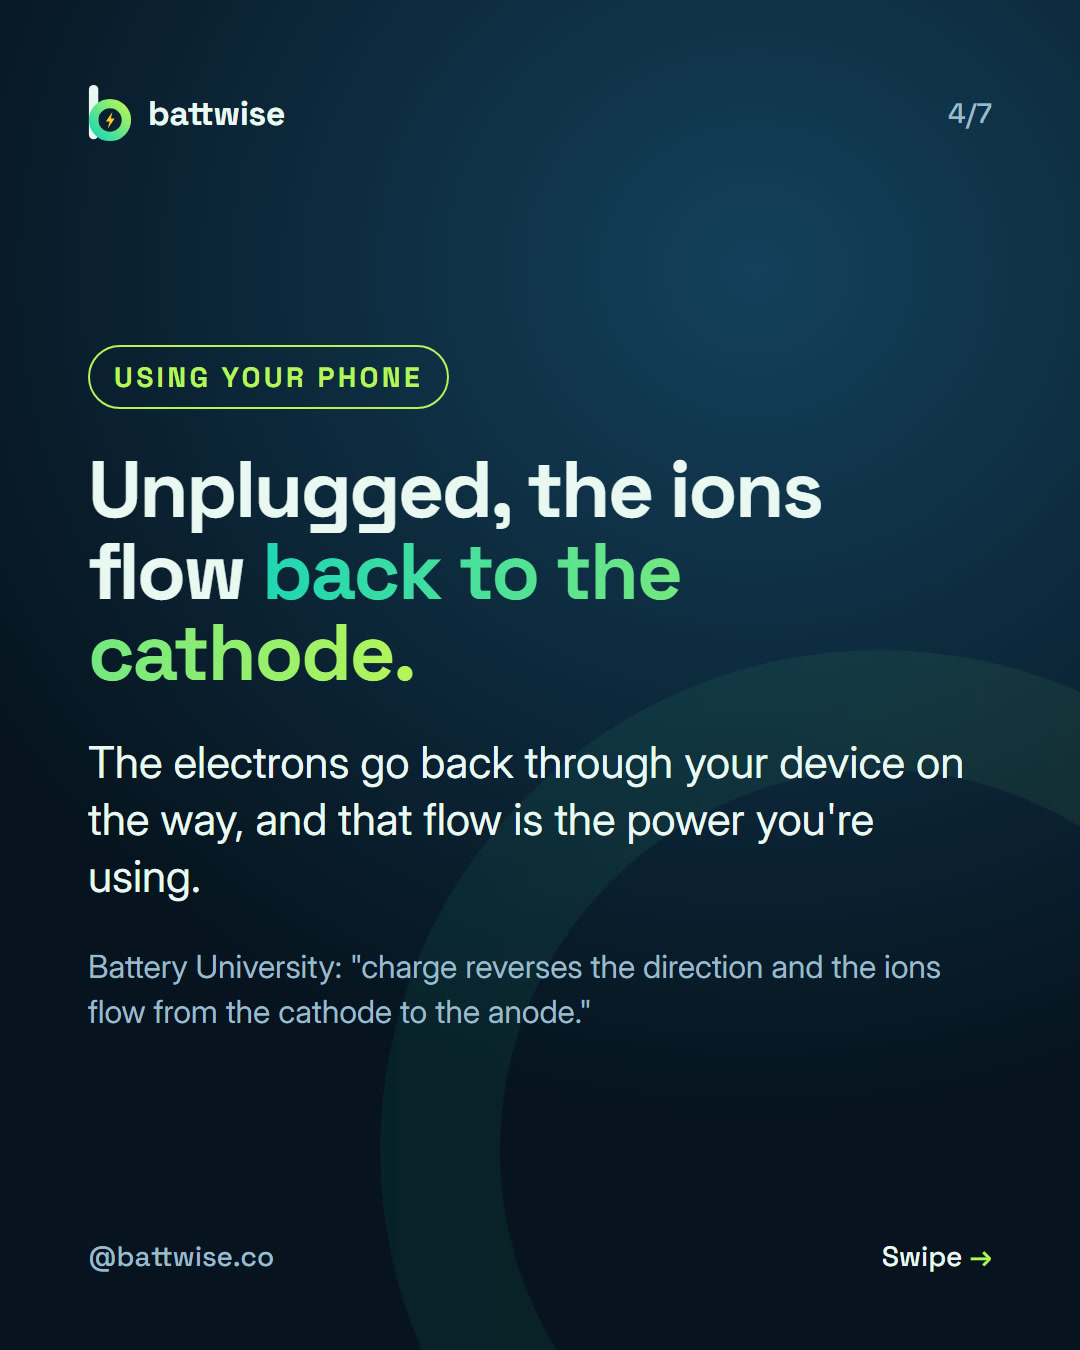 battwise
4/7
USING YOUR PHONE
Unplugged, the ions
flow back to the
cathode.
The electrons go back through your device on
the way, and that flow is the power you're
using.
Battery University: "charge reverses the direction and the ions
flow from the cathode to the anode."
@battwise.co
Swipe →